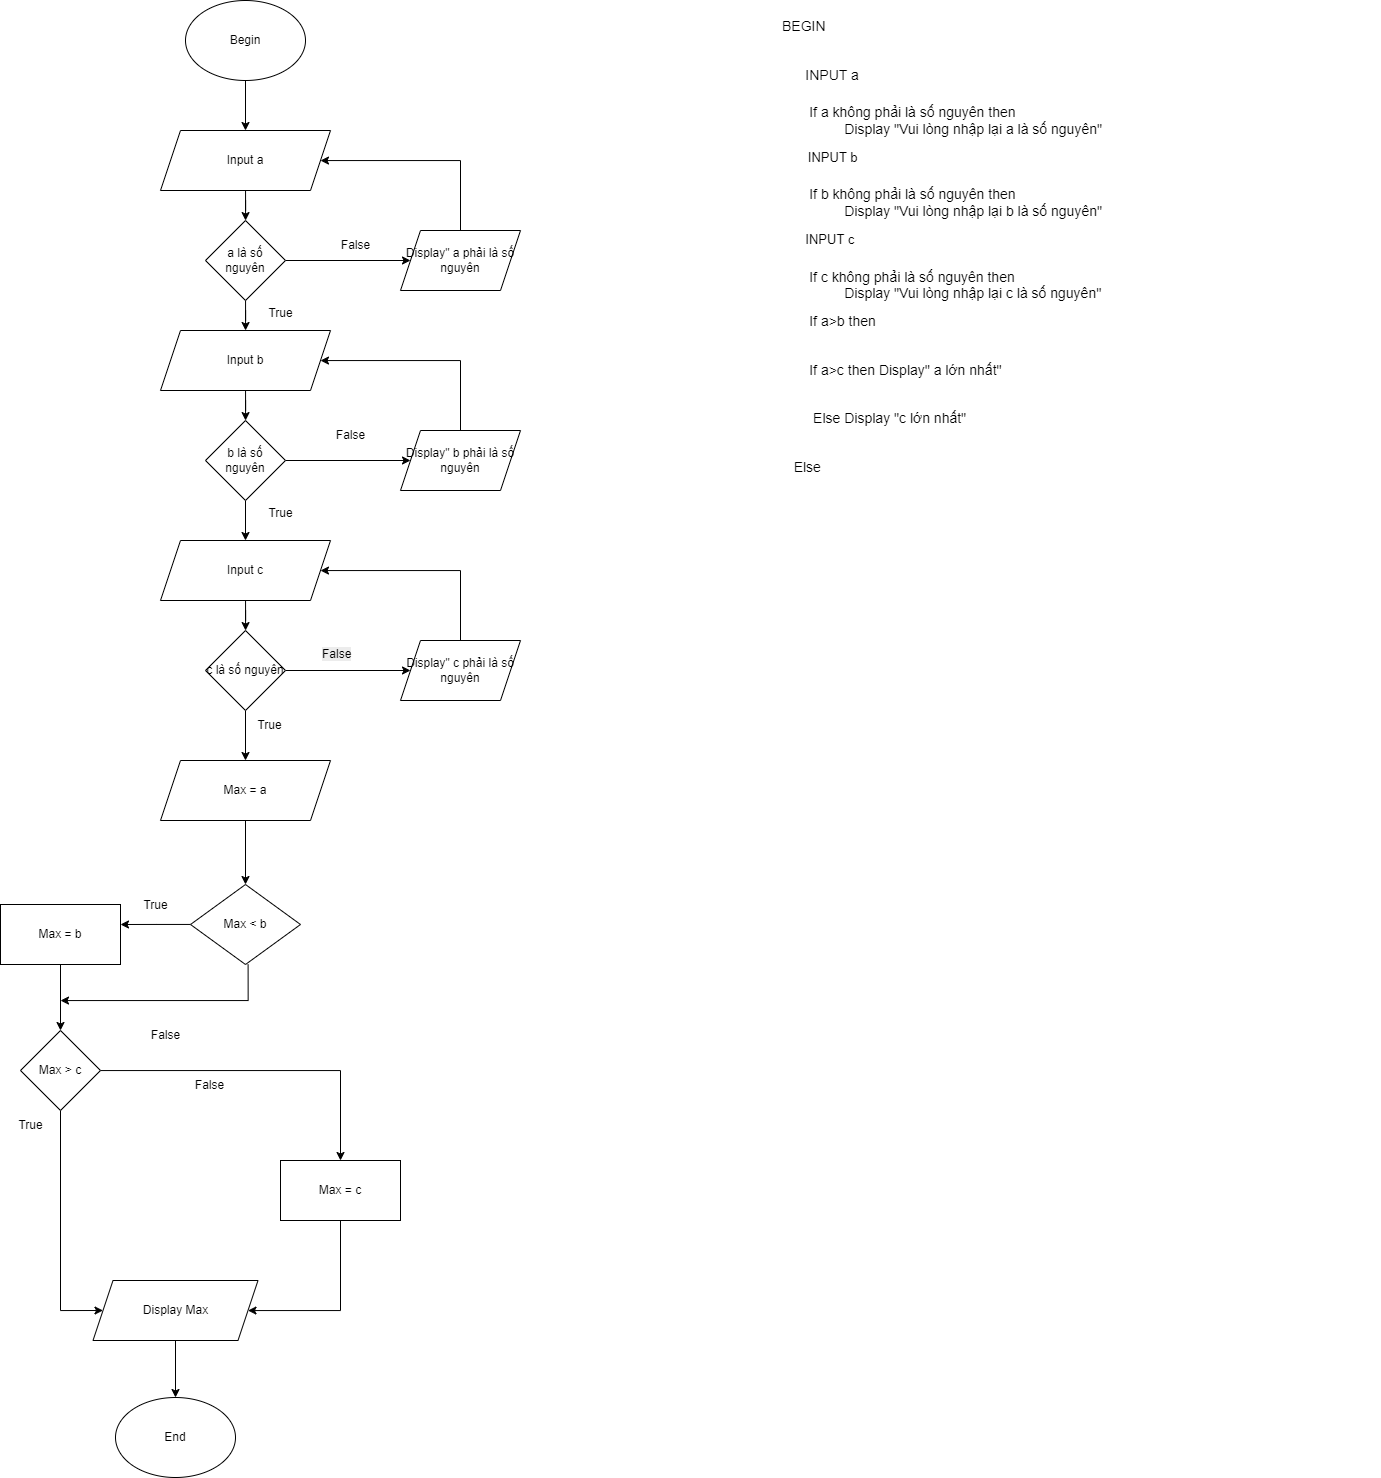 Begin
Input a
a là số
nguyên
False
Display" a phải là số
nguyên
True
Input b
b là số
nguyên
False
Display" b phải là số
nguyên
True
Input c
c là số nguyên
False
Display" c phải là số
nguyên
True
Max = a
Max < b
True
Max = b
False
Max > c
False
True
Max = c
Display Max
End
BEGIN
INPUT a
If a không phải là số nguyên then
Display "Vui lòng nhập lại a là số nguyên"
INPUT b
If b không phải là số nguyên then
Display "Vui lòng nhập lại b là số nguyên"
INPUT c
If c không phải là số nguyên then
Display "Vui lòng nhập lại c là số nguyên"
If a>b then
If a>c then Display" a lớn nhất"
Else Display "c lớn nhất"
Else